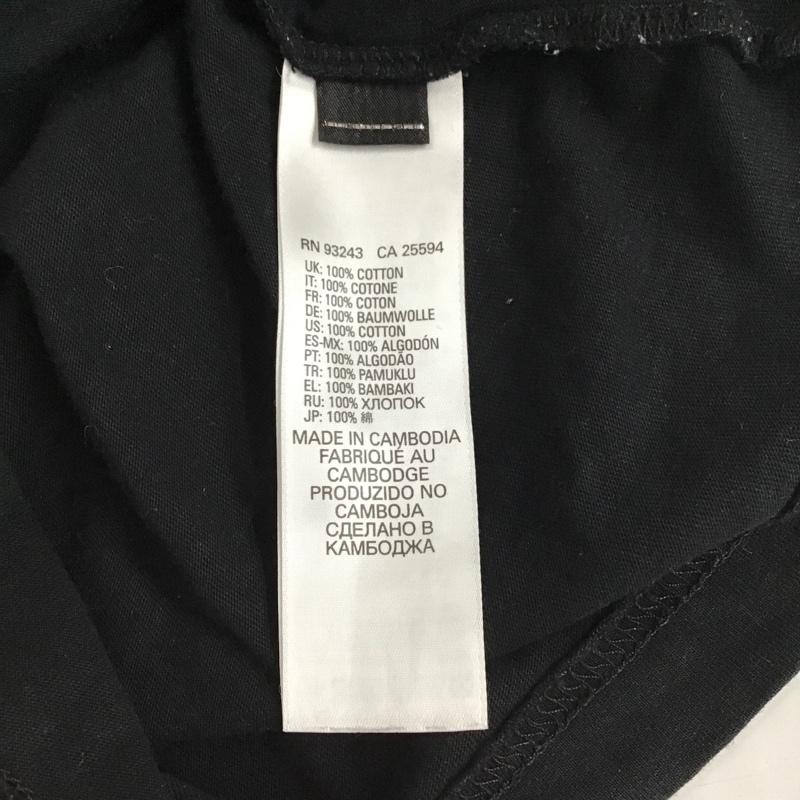 RN 93243 CA 25594
UK: 100% COTTON
IT: 100% COTONE
FR: 100% COTON
DE: 100% BAUMWOLLE
US: 100% COTTON
ES-MX: 100% ALGODÓN
PT: 100% ALGODÃO
TR: 100% PAMUKLU
EL: 100% BAMBAKI
RU: 100% ХЛОПОК
JP: 100% 綿
MADE IN CAMBODIA
FABRIQUÉ AU
CAMBODGE
PRODUZIDO NO
CAMBOJA
СДЕЛАНО В
КАМБОДЖА